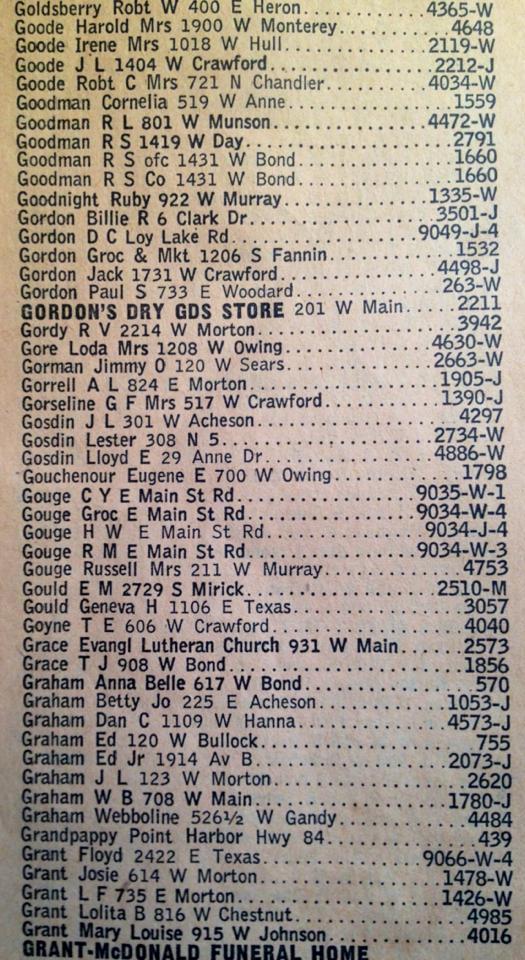 Goldsberry Robt W 400 E Heron..............4365-W
Goode Harold Mrs 1900 W Monterey..............4648
Goode Irene Mrs 1018 W Hull..............2119-W
Goode J L 1404 W Crawford..............2212-J
Goode Robt C Mrs 721 N Chandler..............4034-W
Goodman Cornelia 519 W Anne..............1559
Goodman R L 801 W Munson..............4472-W
Goodman R S 1419 W Day..............2791
Goodman R S ofc 1431 W Bond..............1660
Goodman R S Co 1431 W Bond..............1660
Goodnight Ruby 922 W Murray..............1335-W
Gordon Billie R 6 Clark Dr..............3501-J
Gordon D C Loy Lake Rd..............9049-J-4
Gordon Groc & Mkt 1206 S Fannin..............1532
Gordon Jack 1731 W Crawford..............4498-J
Gordon Paul S 733 E Woodard..............263-W
GORDON'S DRY GDS STORE 201 W Main.....2211
Gordy R V 2214 W Morton..............3942
Gore Loda Mrs 1208 W Owing..............4630-W
Gorman Jimmy O 120 W Sears..............2663-W
Gorrell A L 824 E Morton..............1905-J
Gorseline G F Mrs 517 W Crawford..............1390-J
Gosdin J L 301 W Acheson..............4297
Gosdin Lester 308 N 5..............2734-W
Gosdin Lloyd E 29 Anne Dr..............4886-W
Gouchenour Eugene E 700 W Owing..............1798
Gouge C Y E Main St Rd..............9035-W-1
Gouge Groc E Main St Rd..............9034-W-4
Gouge H W E Main St Rd..............9034-J-4
Gouge R M E Main St Rd..............9034-W-3
Gouge Russell Mrs 211 W Murray..............4753
Gould E M 2729 S Mirick..............2510-M
Gould Geneva H 1106 E Texas..............3057
Goyne T E 606 W Crawford..............4040
Grace Evangl Lutheran Church 931 W Main.....2573
Grace T J 908 W Bond..............1856
Graham Anna Belle 617 W Bond..............570
Graham Betty Jo 225 E Acheson..............1053-J
Graham Dan C 1109 W Hanna..............4573-J
Graham Ed 120 W Bullock..............755
Graham Ed Jr 1914 Av B..............2073-J
Graham J L 123 W Morton..............2620
Graham W B 708 W Main..............1780-J
Graham Webboline 526½ W Gandy..............4484
Grandpappy Point Harbor Hwy 84..............439
Grant Floyd 2422 E Texas..............9066-W-4
Grant Josie 614 W Morton..............1478-W
Grant L F 735 E Morton..............1426-W
Grant Lolita B 816 W Chestnut..............4985
Grant Mary Louise 915 W Johnson..............4016
GRANT-McDONALD FUNERAL HOME